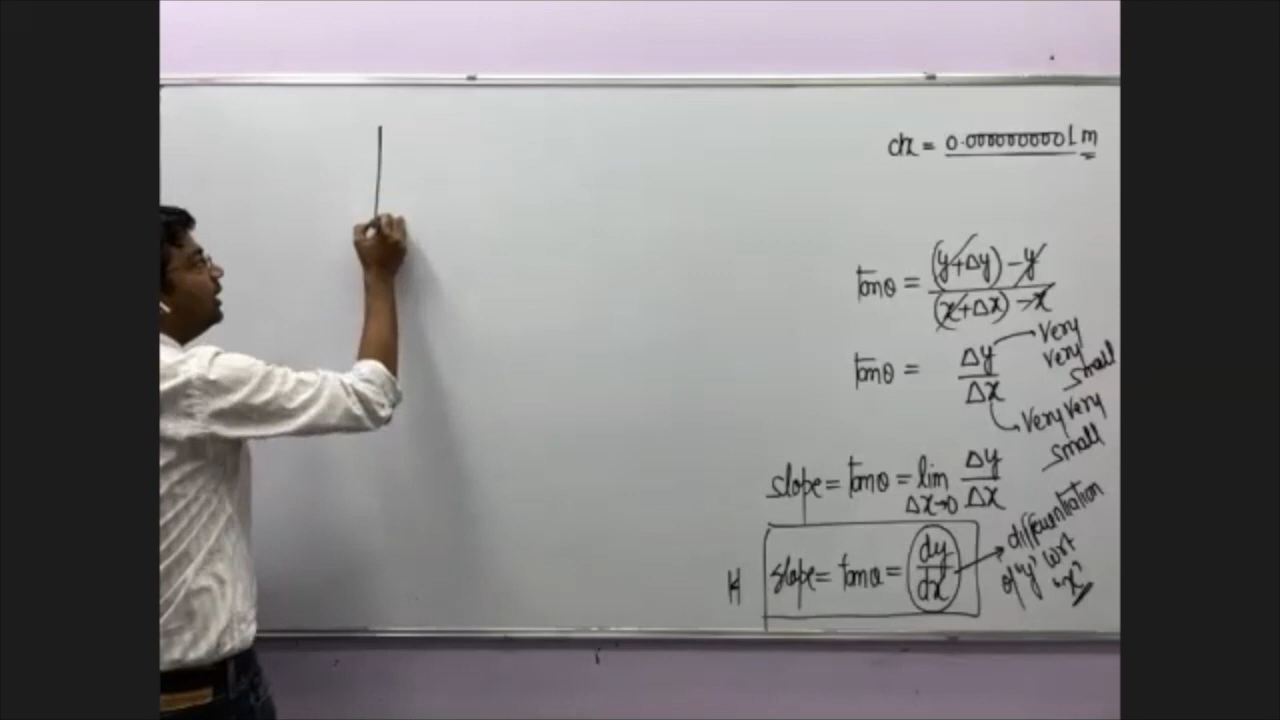 dx = 0.0000000001 m
tanθ = (y+Δy) - y / (x+Δx) - x
tanθ = Δy / Δx
very very small
very very small
slope = tanθ = lim Δx→0 Δy / Δx
slope = tanθ = dy / dx
differentiation of 'y' wrt 'x'